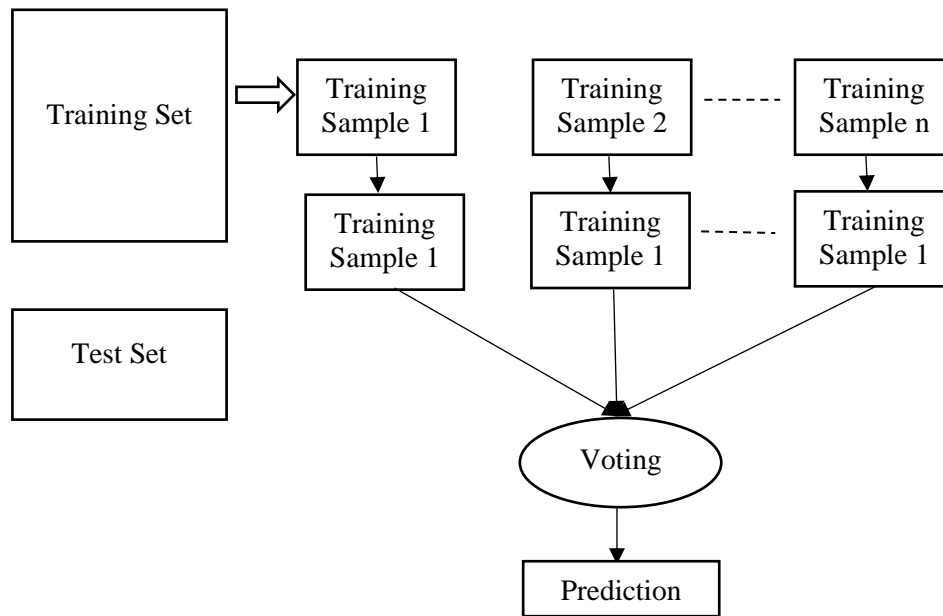 Training Set
Training
Sample 1
Training
Sample 2
Training
Sample n
Training
Sample 1
Training
Sample 1
Training
Sample 1
Test Set
Voting
Prediction